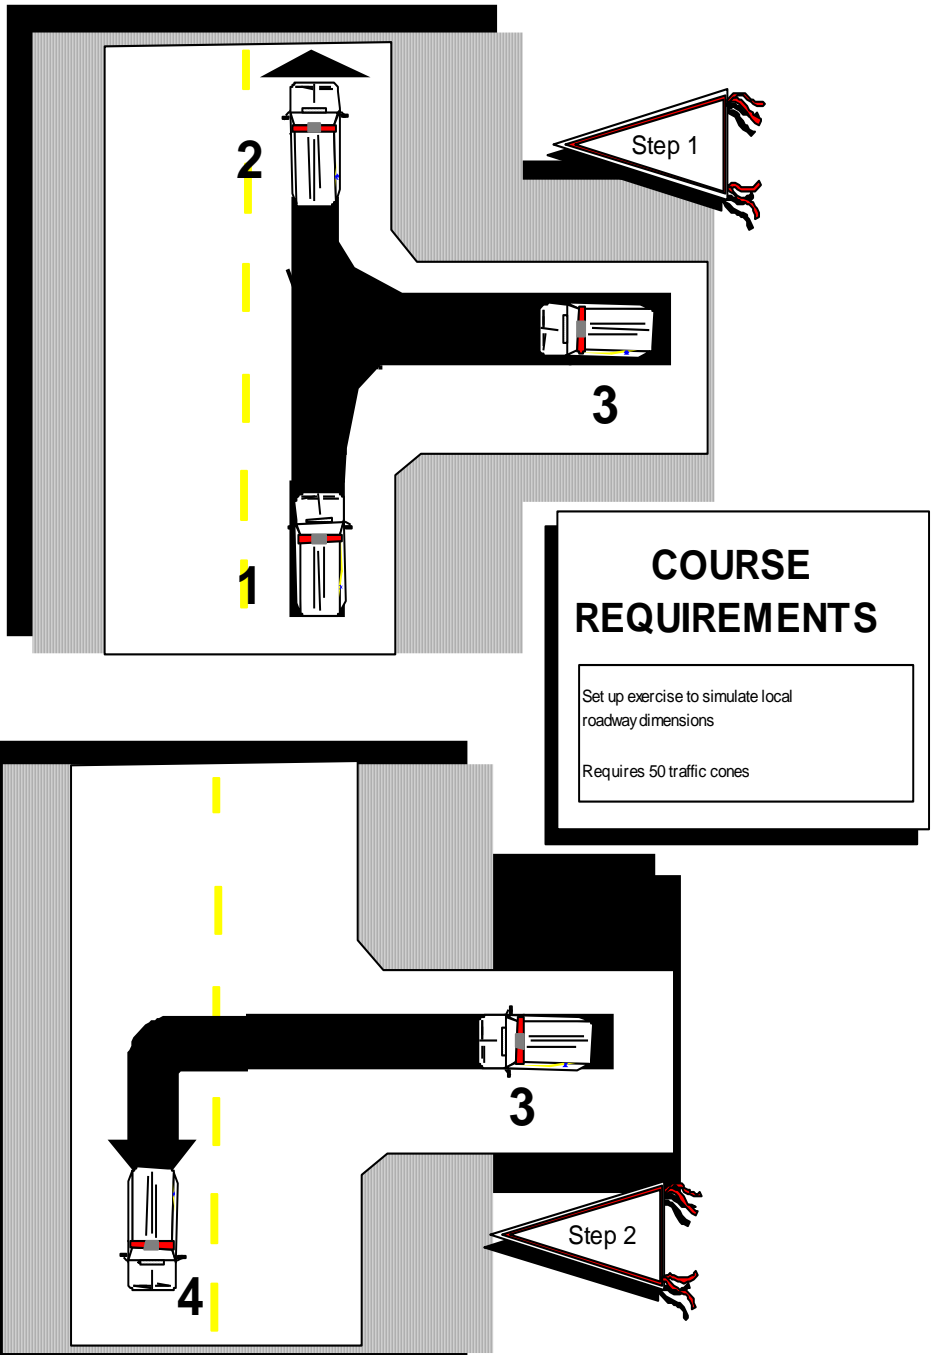 2
Step 1
3
1
COURSE
REQUIREMENTS
Set up exercise to simulate local
roadway dimensions
Requires 50 traffic cones
3
Step 2
4